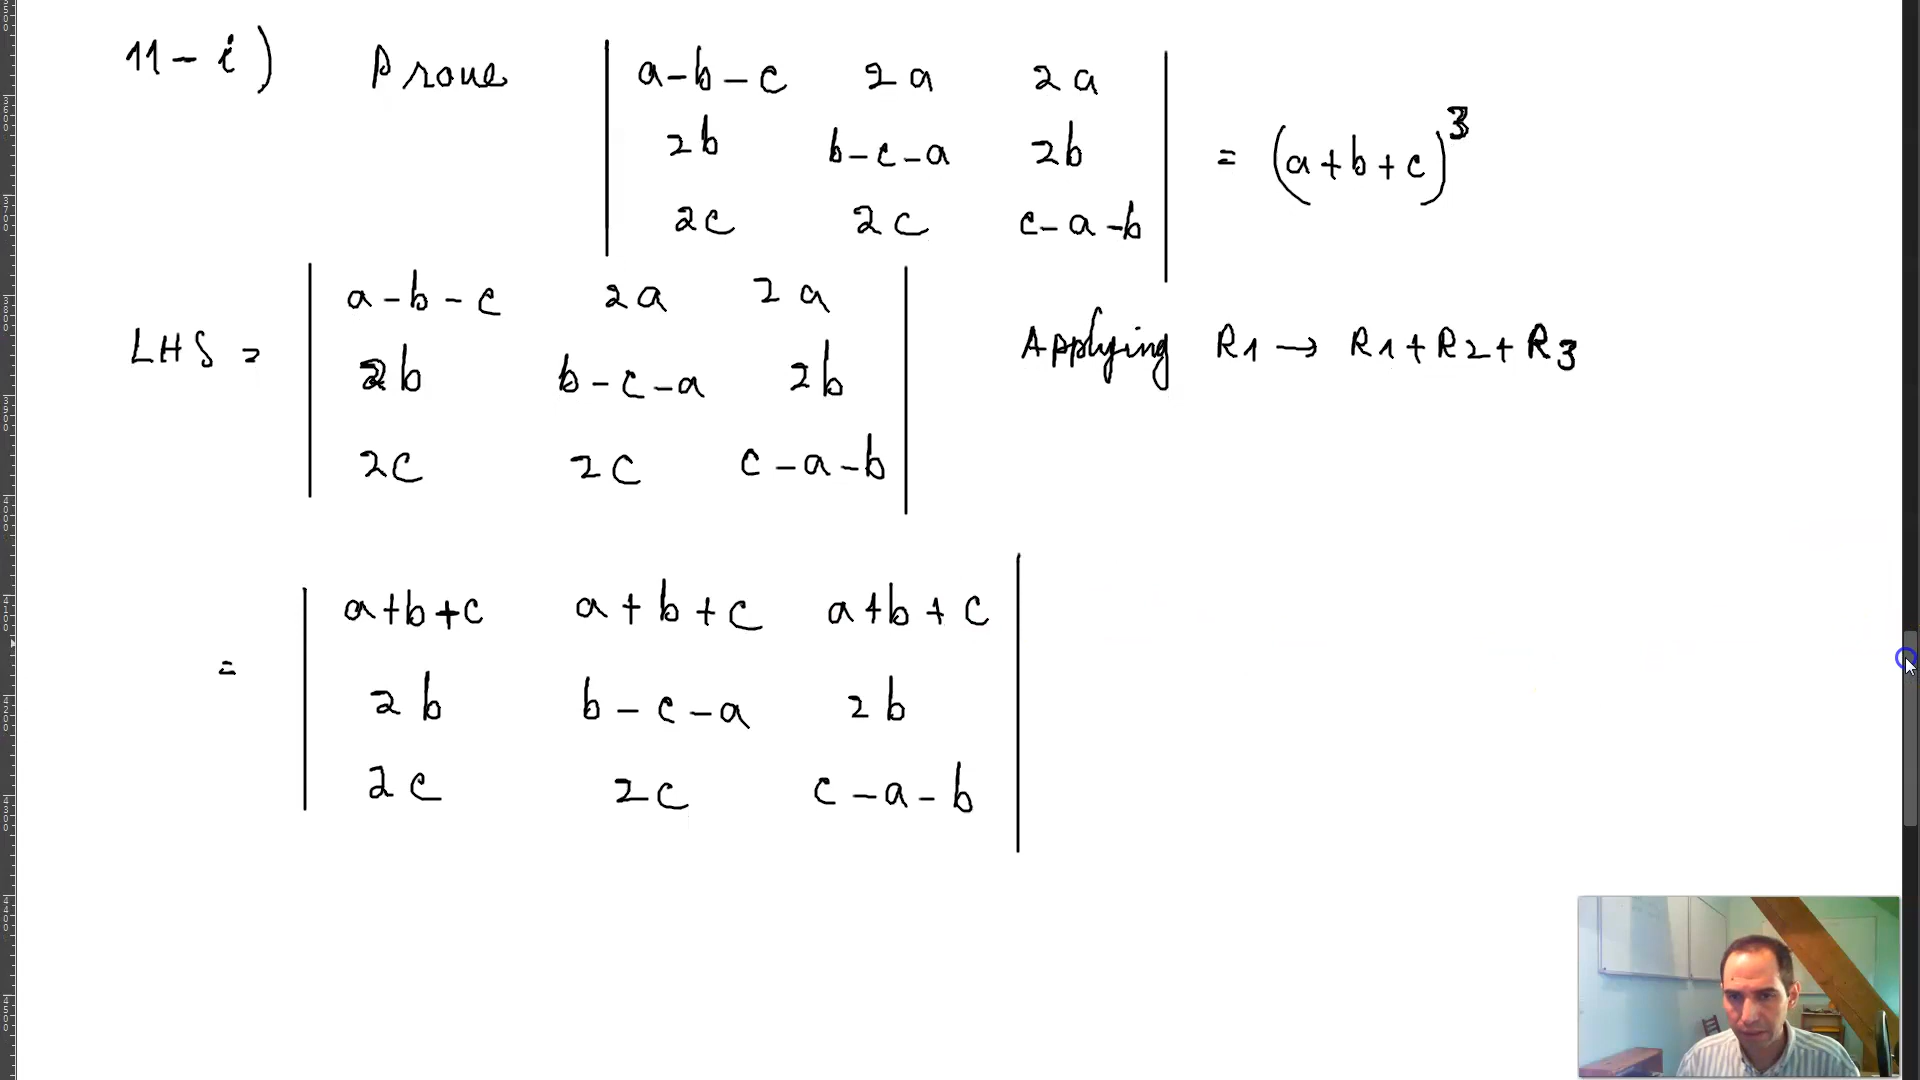 11 - i) Prove | a-b-c 2a 2a |
| 2b b-c-a 2b | = (a+b+c)^3
| 2c 2c c-a-b |
| a-b-c 2a 2a |
LHS = | 2b b-c-a 2b | Applying R1 → R1+R2+R3
| 2c 2c c-a-b |
| a+b+c a+b+c a+b+c |
= | 2b b-c-a 2b |
| 2c 2c c-a-b |